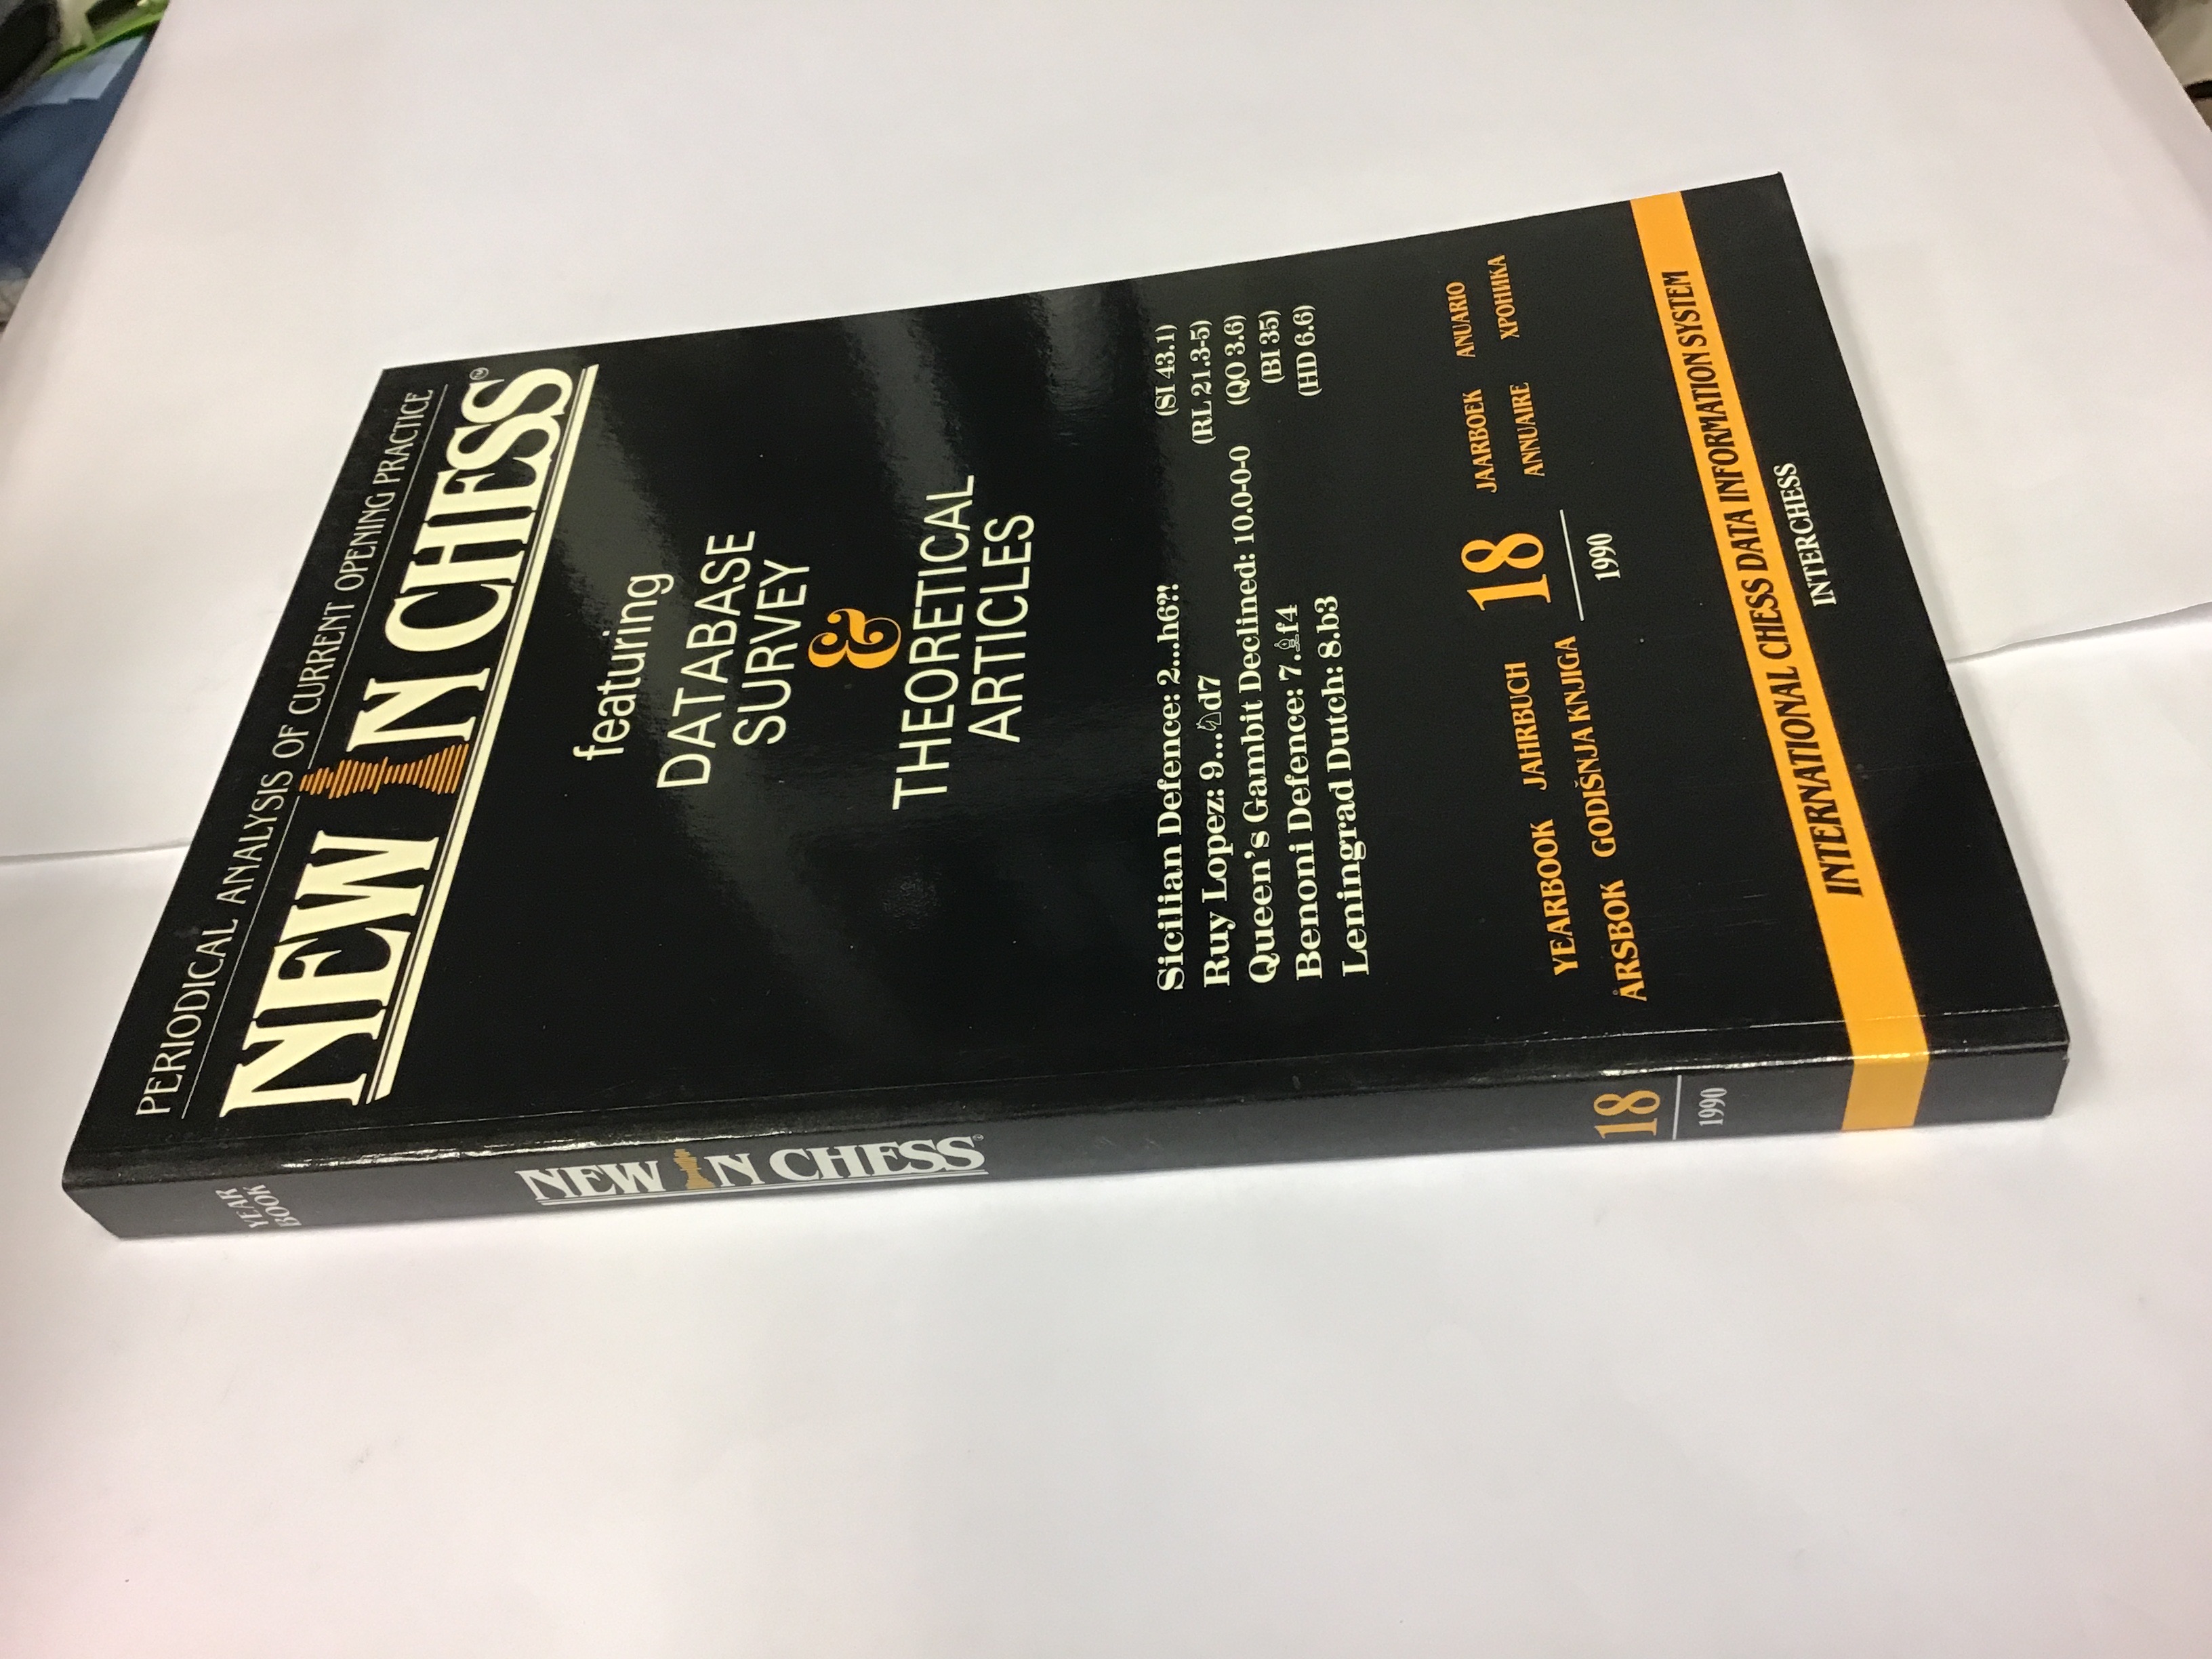 PERIODICAL ANALYSIS OF CURRENT OPENING PRACTICE
NEW IN CHESS
featuring
DATABASE
SURVEY
&
THEORETICAL
ARTICLES
Sicilian Defence: 2...h6?! (SI 43.1)
Ruy Lopez: 9...♘d7 (RL 21.3-5)
Queen's Gambit Declined: 10.0-0-0 (QO 3.6)
Benoni Defence: 7.♗f4 (BI 35)
Leningrad Dutch: 8.b3 (HD 6.6)
YEARBOOK JAHRBUCH 18 JAARBOEK ANUARIO
ÅRSBOK GODIŠNJA KNJIGA ANNUAIRE ХРОНИКА
1990
INTERNATIONAL CHESS DATA INFORMATION SYSTEM
INTERCHESS
YEAR
BOOK
NEW IN CHESS
18
1990